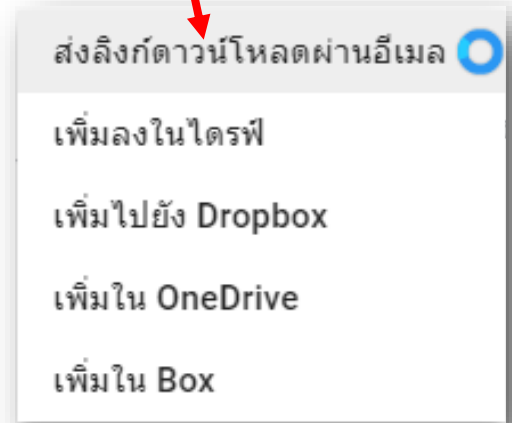 ส่งลิงก์ดาวน์โหลดผ่านอีเมล
เพิ่มลงในไดรฟ์
เพิ่มไปยัง Dropbox
เพิ่มใน OneDrive
เพิ่มใน Box